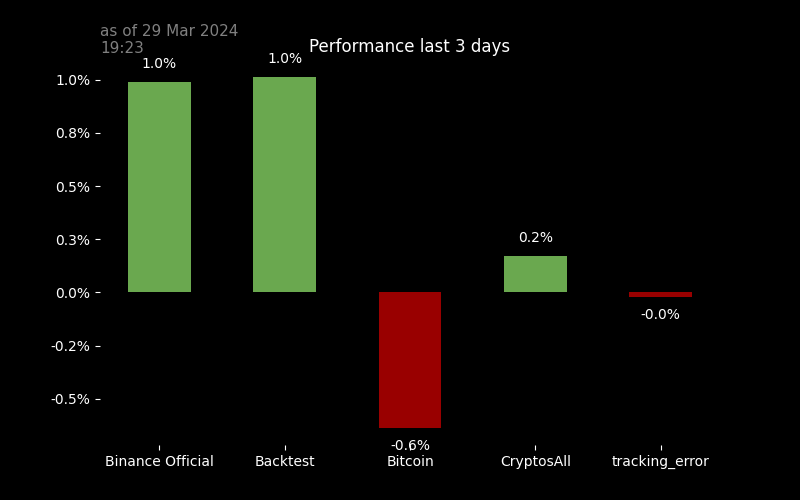 as of 29 Mar 2024
19:23
Performance last 3 days
1.0%
1.0%
1.0%
0.8%
0.5%
0.3%
0.2%
0.0%
-0.0%
-0.2%
-0.5%
-0.6%
Binance Official
Backtest
Bitcoin
CryptosAll
tracking_error